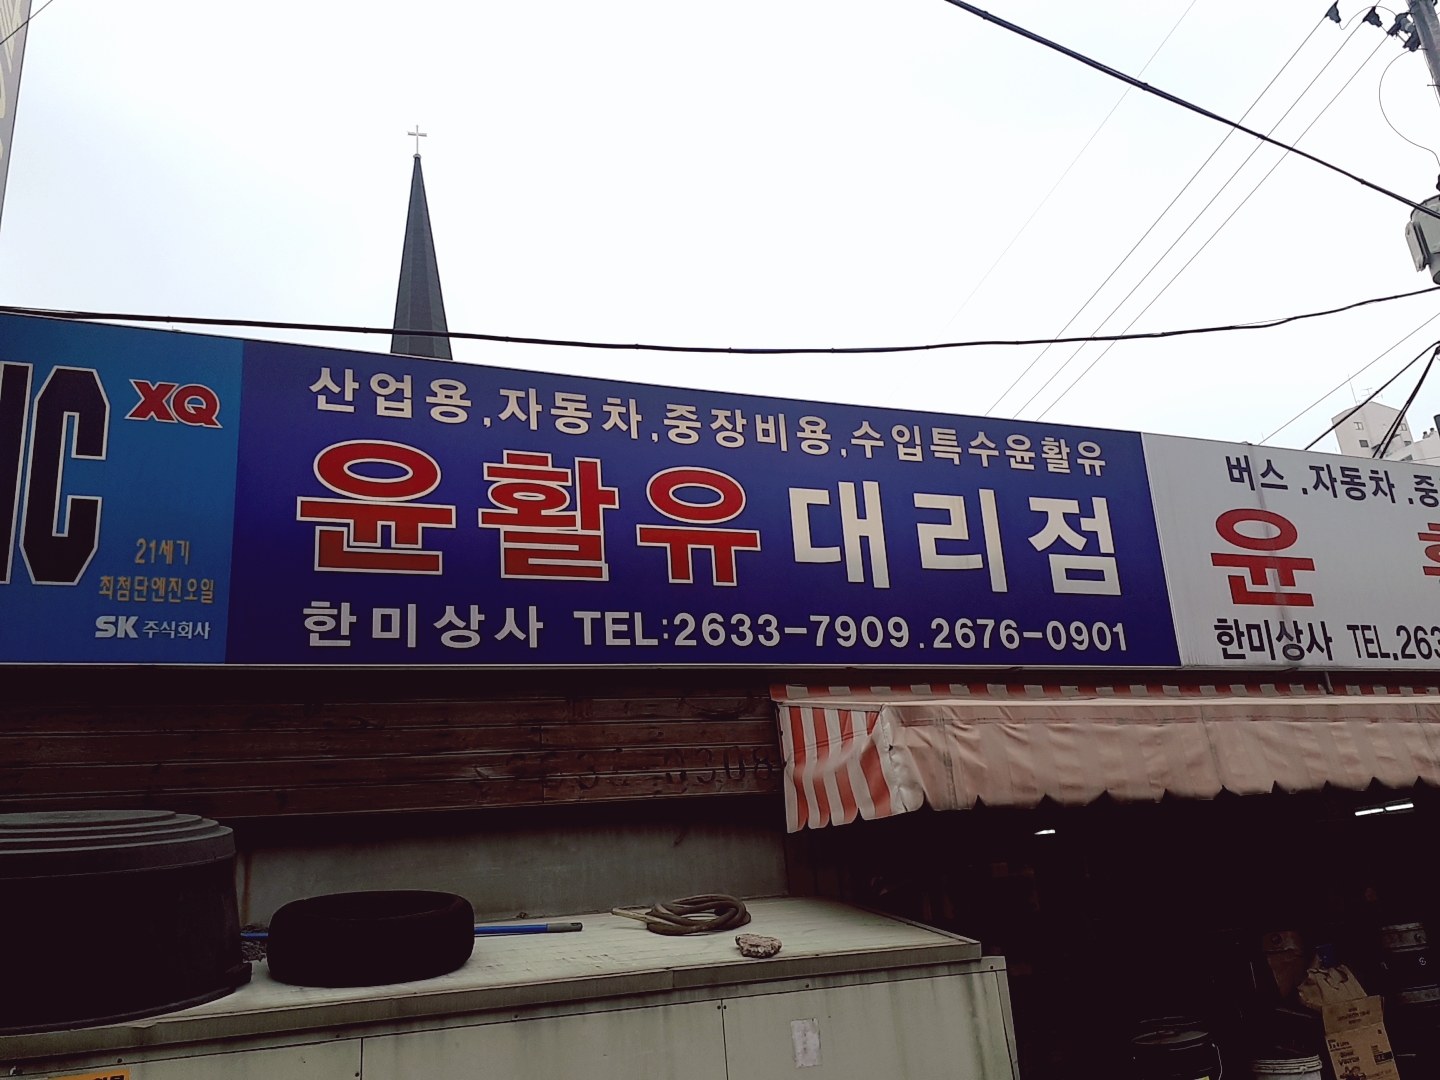 XQ
21세기
최첨단엔진오일
SK 주식회사
산업용,자동차,중장비용,수입특수윤활유
윤활유 대리점
한미상사 TEL:2633-7909.2676-0901
버스.자동차.중
윤
한미상사 TEL.263